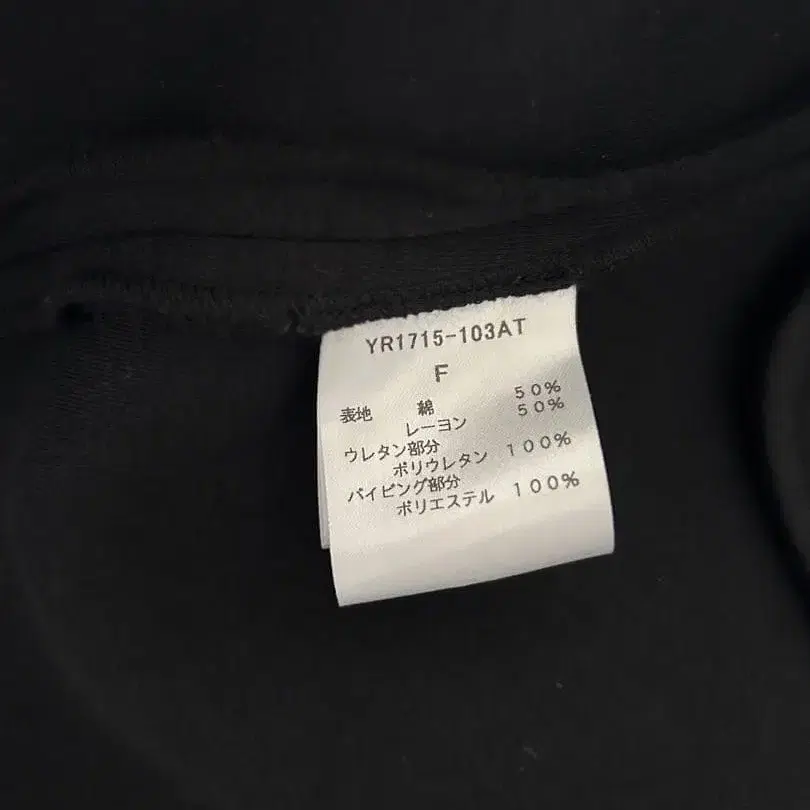 YR1715-103AT
F
表地 綿 50%
レーヨン 50%
ウレタン部分
ポリウレタン 100%
パイピング部分
ポリエステル 100%